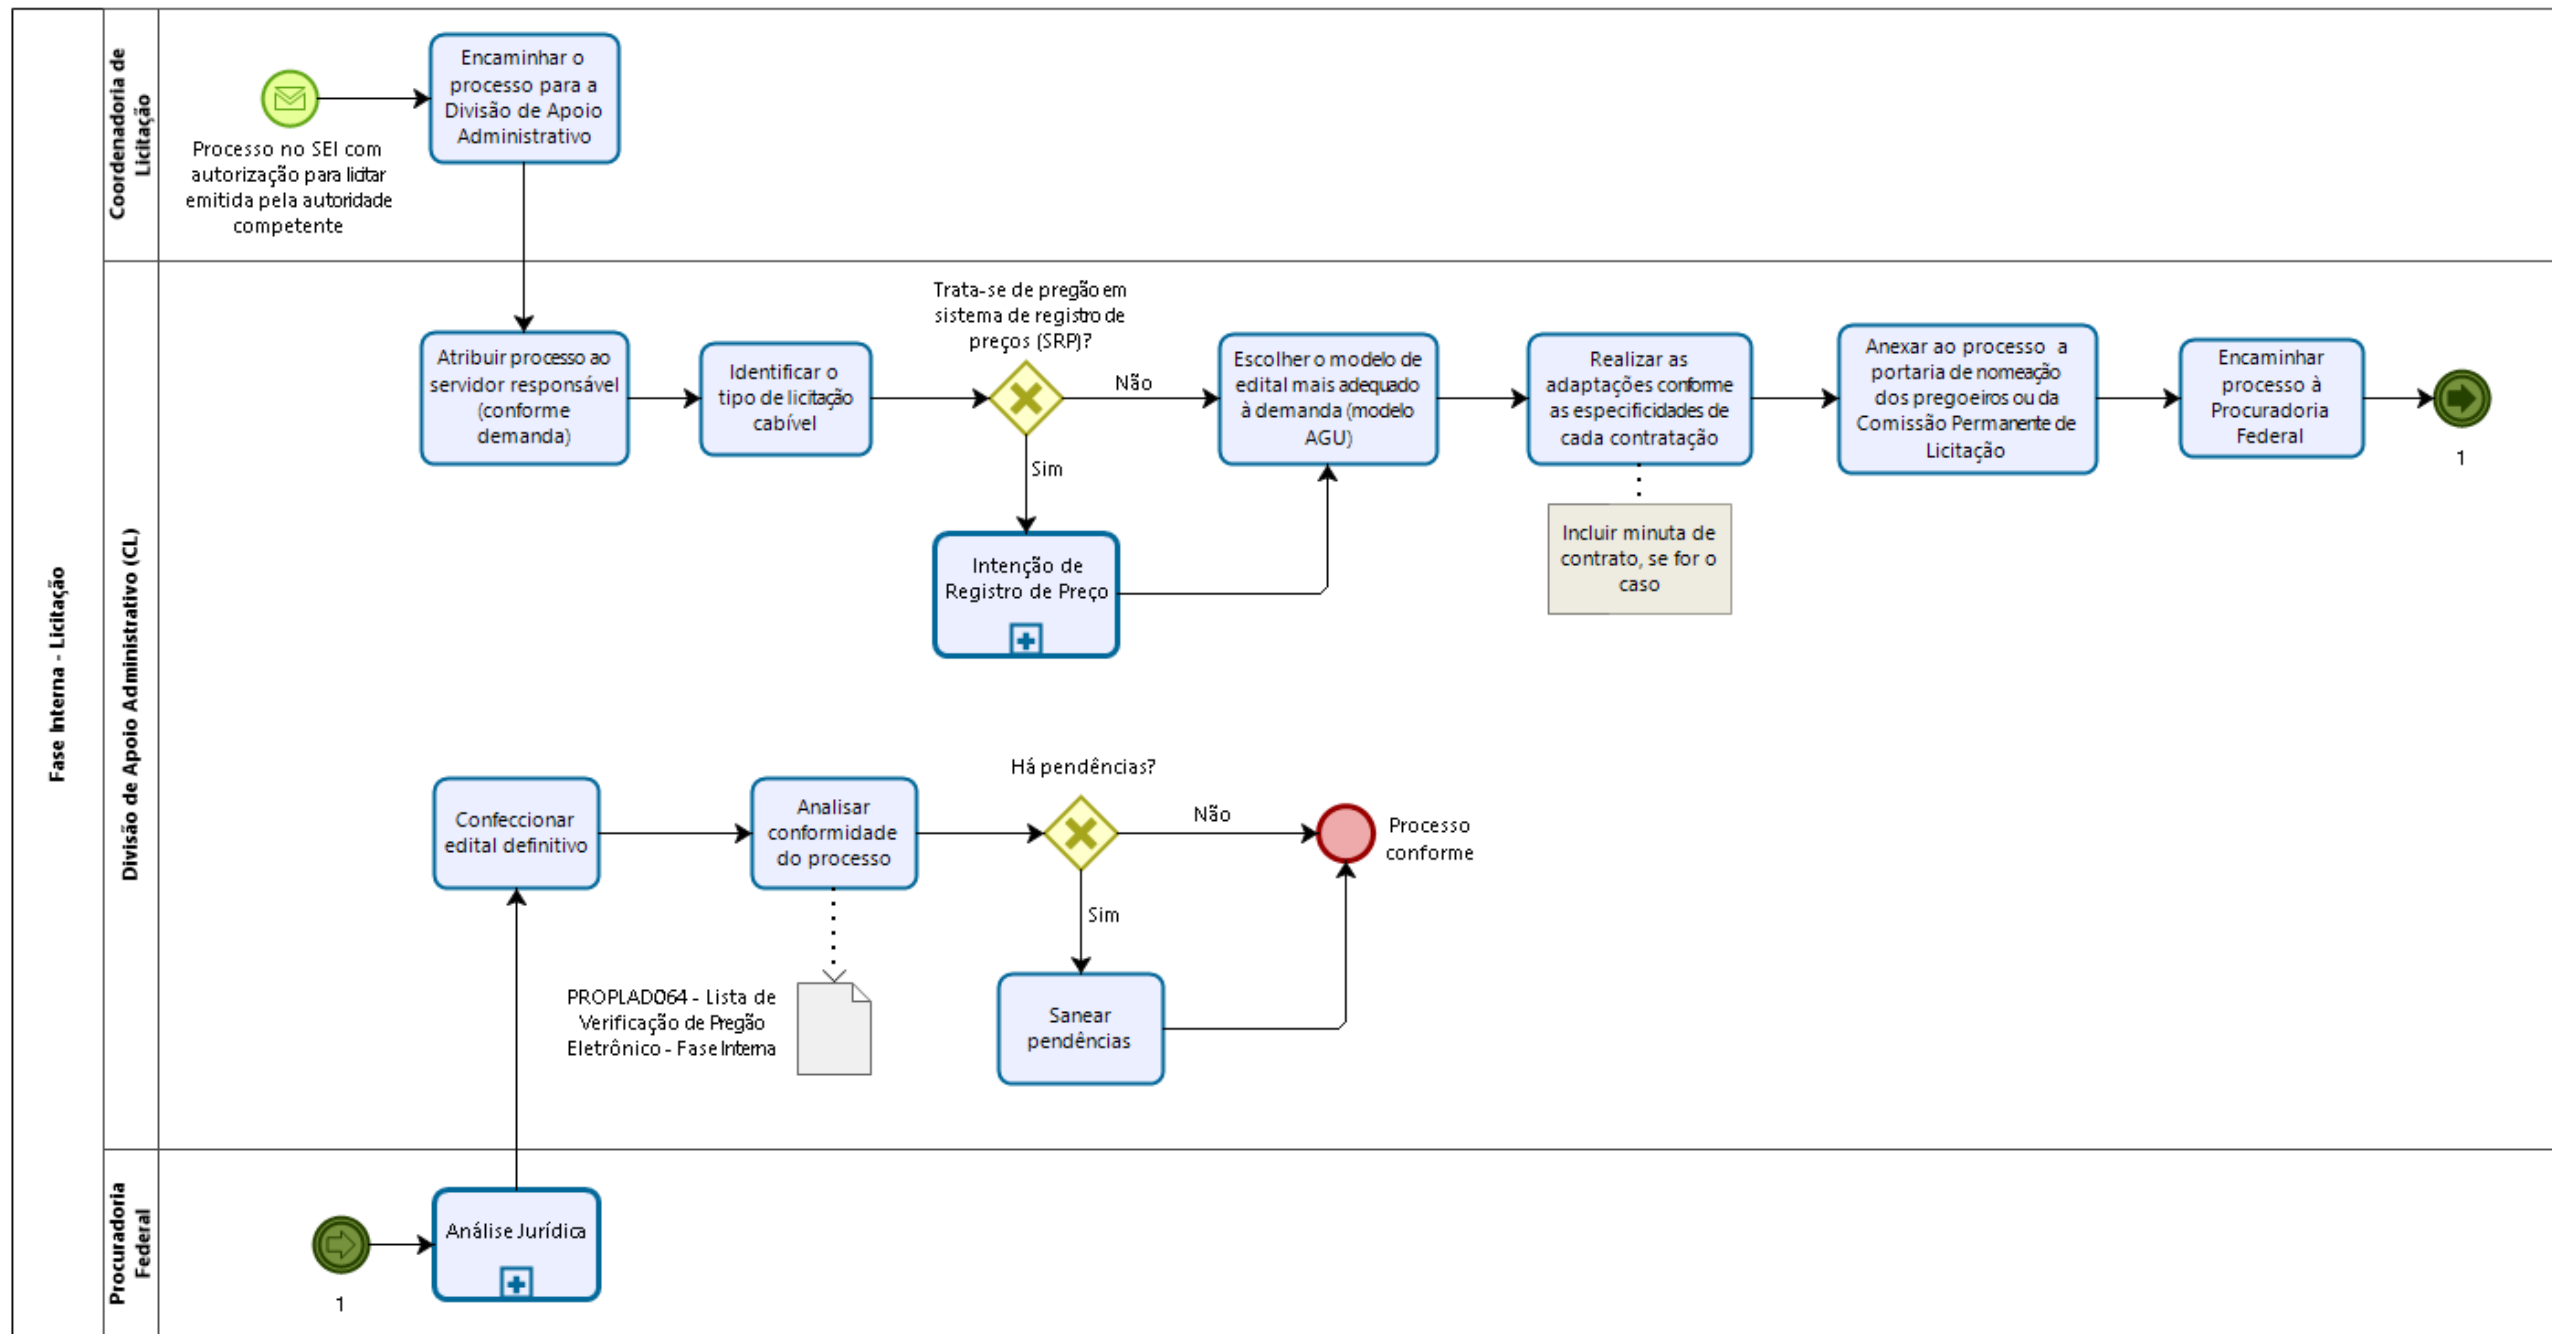 Fase Interna - Licitação
Coordenadoria de
Licitação
Processo no SEI com
autorização para licitar
emitida pela autoridade
competente
Encaminhar o
processo para a
Divisão de Apoio
Administrativo
Divisão de Apoio Administrativo (CL)
Atribuir processo ao
servidor responsável
(conforme
demanda)
Identificar o
tipo de licitação
cabível
Trata-se de pregão em
sistema de registro de
preços (SRP)?
Não
Sim
Intenção de
Registro de Preço
Escolher o modelo de
edital mais adequado
à demanda (modelo
AGU)
Realizar as
adaptações conforme
as especificidades de
cada contratação
Incluir minuta de
contrato, se for o
caso
Anexar ao processo a
portaria de nomeação
dos pregoeiros ou da
Comissão Permanente de
Licitação
Encaminhar
processo à
Procuradoria
Federal
1
Confeccionar
edital definitivo
Analisar
conformidade
do processo
PROPLAD064 - Lista de
Verificação de Pregão
Eletrônico - Fase Interna
Há pendências?
Não
Sim
Sanear
pendências
Processo
conforme
Procuradoria
Federal
1
Análise Jurídica